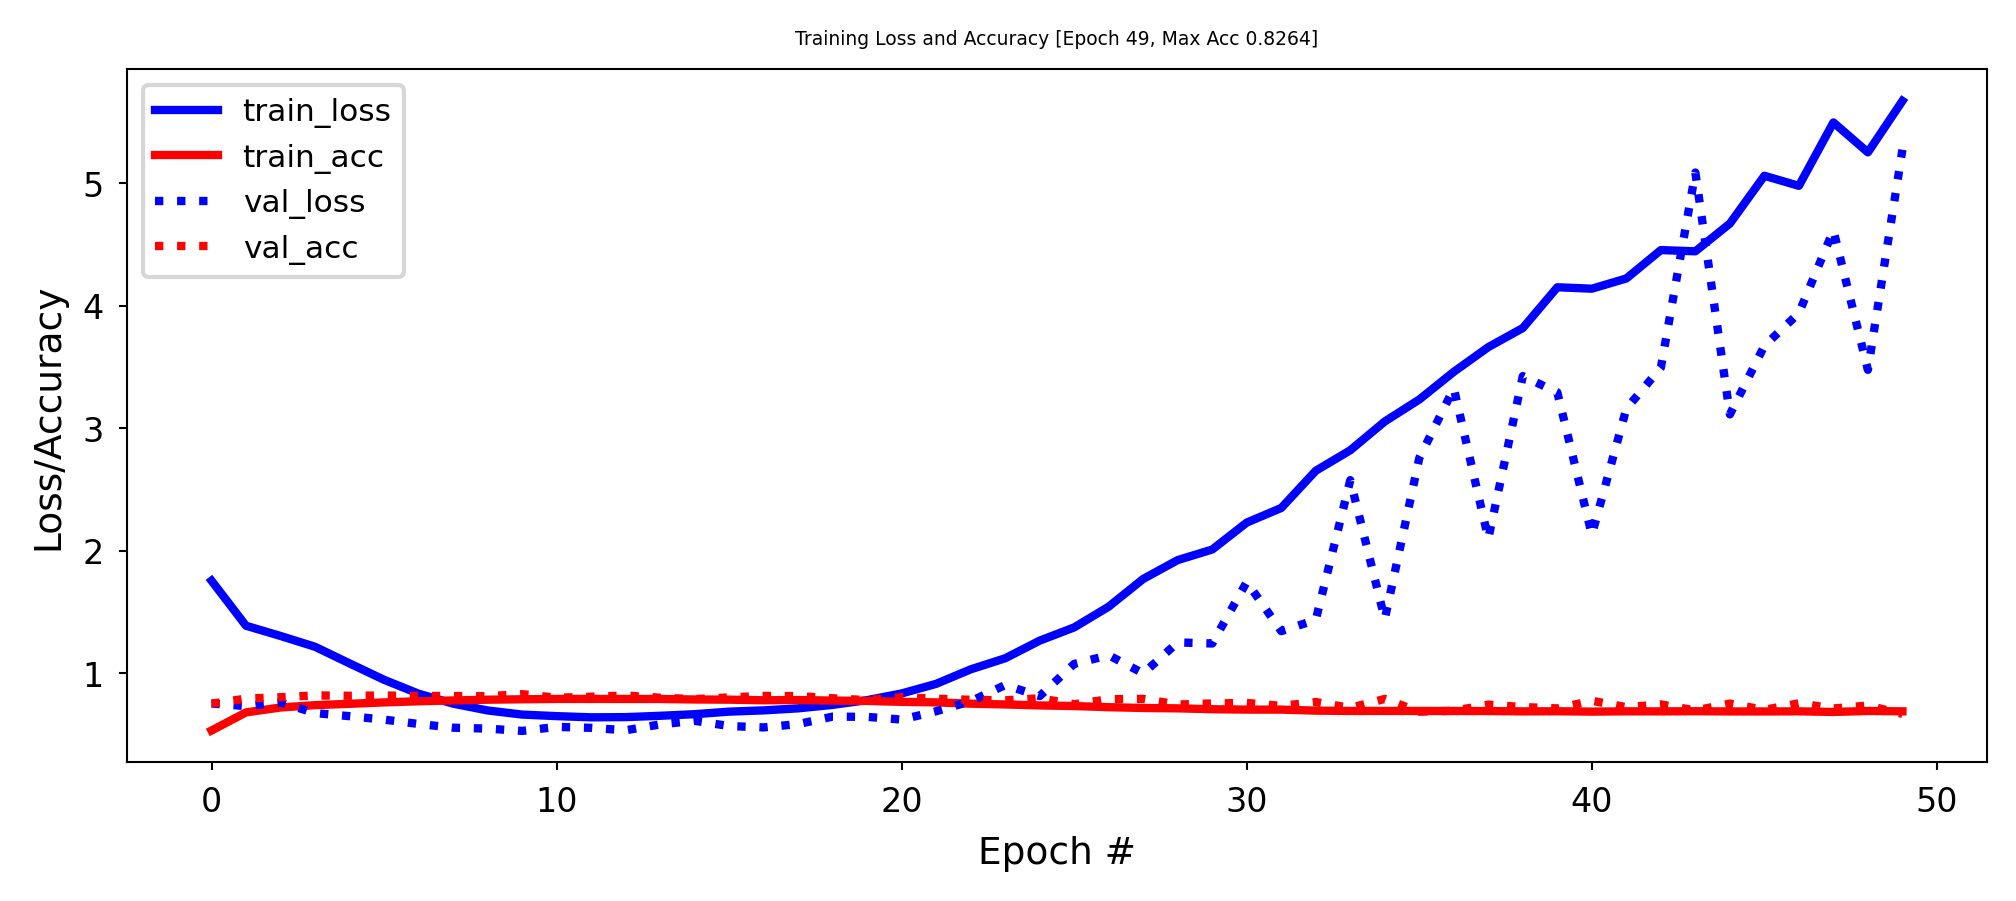 Training Loss and Accuracy [Epoch 49, Max Acc 0.8264]
train_loss
train_acc
val_loss
val_acc
Loss/Accuracy
5
4
3
2
1
0 10 20 30 40 50
Epoch #